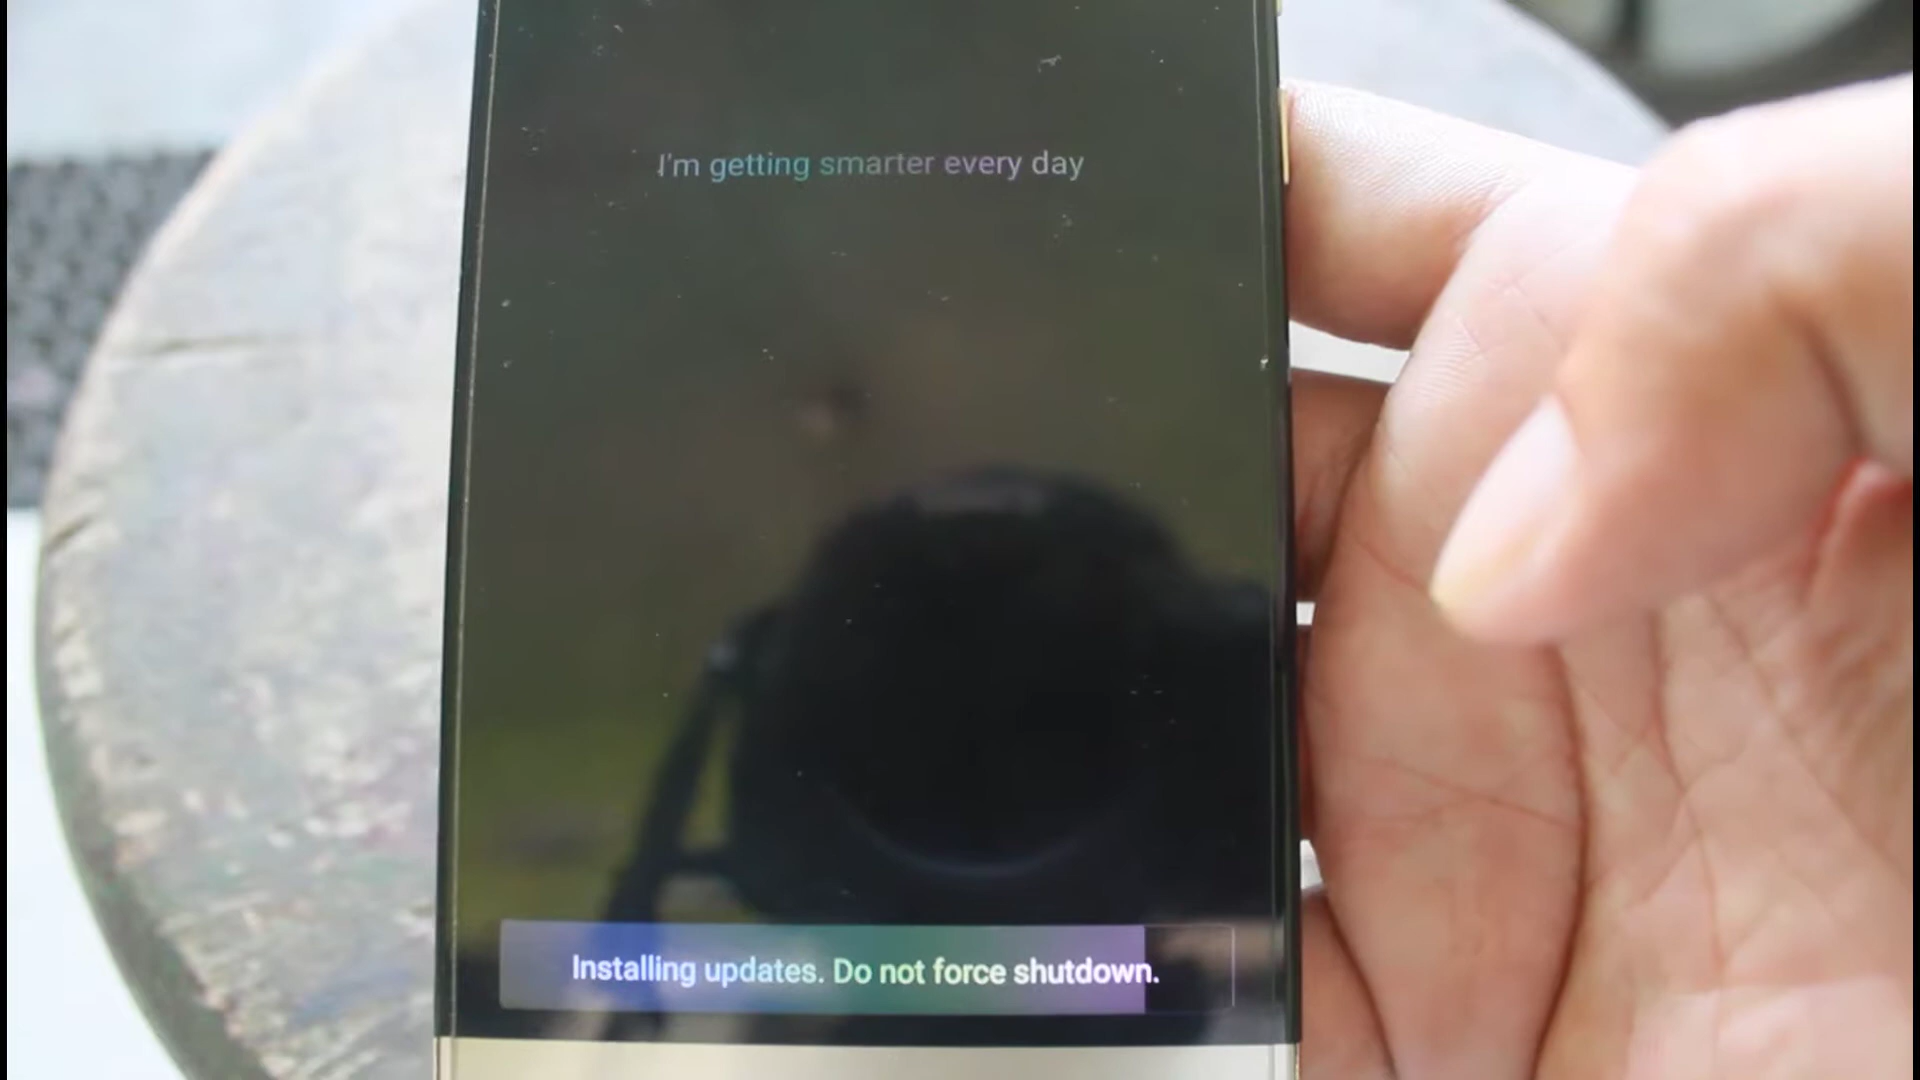 I'm getting smarter every day
Installing updates. Do not force shutdown.